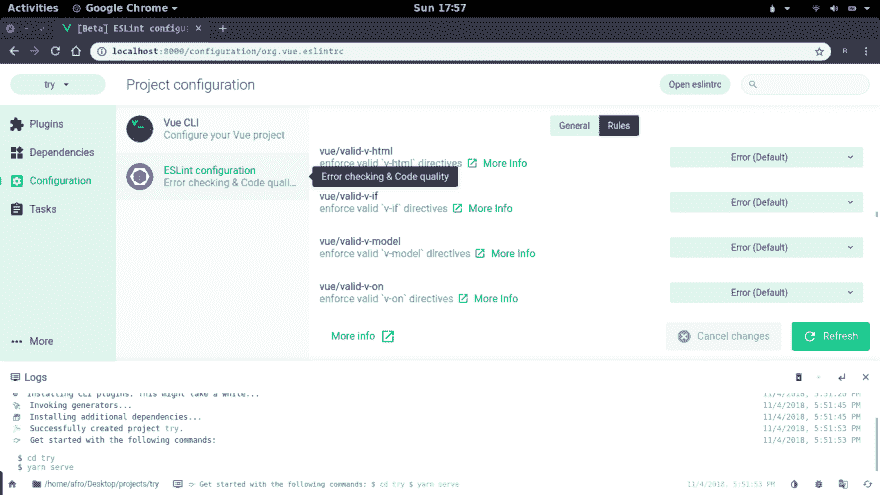 Activities Google Chrome Sun 17:57
[Beta] ESLint configu
localhost:8000/configuration/org.vue.eslintrc
try Project configuration Open eslintrc
Plugins
Dependencies
Configuration
Tasks
More
Vue CLI
Configure your Vue project
ESLint configuration
Error checking & Code quali...
Error checking & Code quality
General Rules
vue/valid-v-html
enforce valid `v-html` directives More Info
Error (Default)
vue/valid-v-if
enforce valid `v-if` directives More Info
Error (Default)
vue/valid-v-model
enforce valid `v-model` directives More Info
Error (Default)
vue/valid-v-on
enforce valid `v-on` directives More Info
Error (Default)
More info Cancel changes Refresh
Logs
Installing CLI plugins. This might take a while...
Invoking generators... 11/4/2018, 5:51:45 PM
Installing additional dependencies... 11/4/2018, 5:51:45 PM
Successfully created project try. 11/4/2018, 5:51:53 PM
Get started with the following commands: 11/4/2018, 5:51:53 PM
$ cd try
$ yarn serve
/home/afro/Desktop/projects/try Get started with the following commands: $ cd try $ yarn serve 11/4/2018, 5:51:53 PM